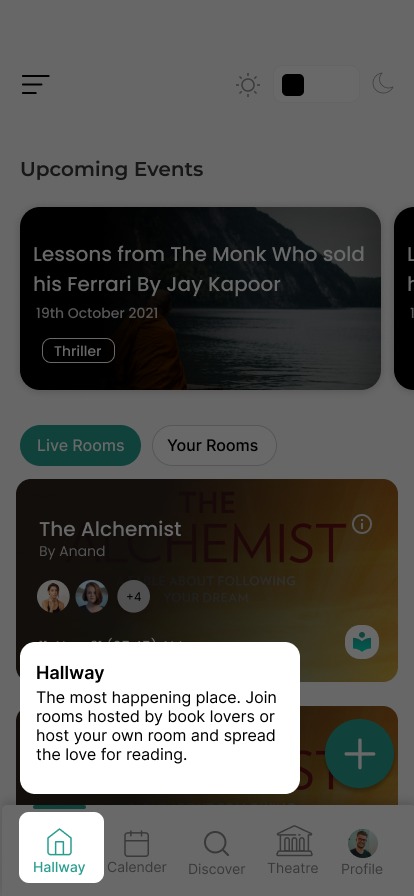 Upcoming Events
Lessons from The Monk Who sold
his Ferrari By Jay Kapoor
19th October 2021
Thriller
Live Rooms
Your Rooms
THE
The Alchemist
CHEMIST
By Anand
ABOUT FOLLOWING
YOUR DREAM
+4
Hallway
The most happening place. Join
rooms hosted by book lovers or
host your own room and spread
the love for reading.
Hallway
Calender
Discover
Theatre
Profile